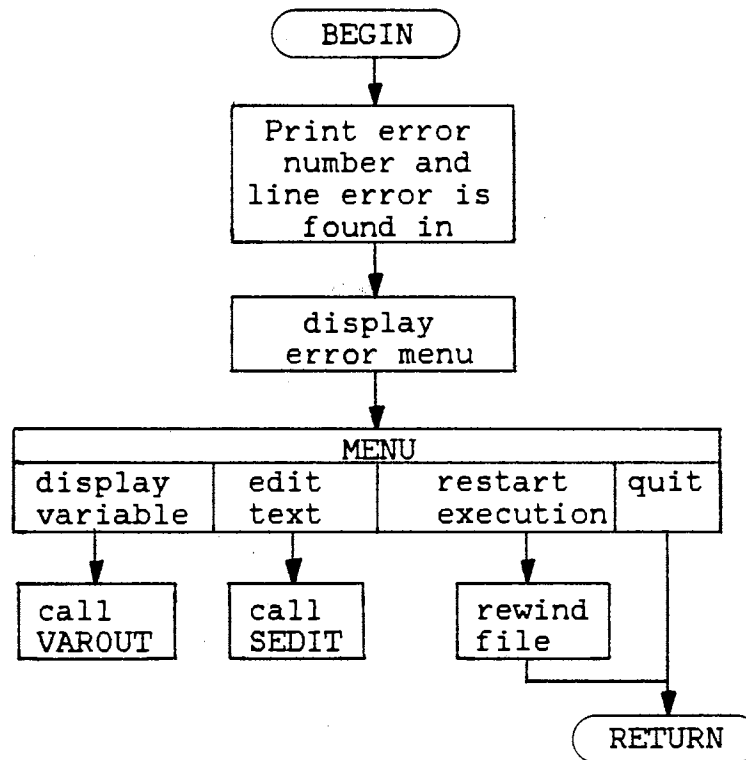 BEGIN
Print error
number and
line error is
found in
display
error menu
MENU
display
variable
edit
text
restart
execution
quit
call
VAROUT
call
SEDIT
rewind
file
RETURN